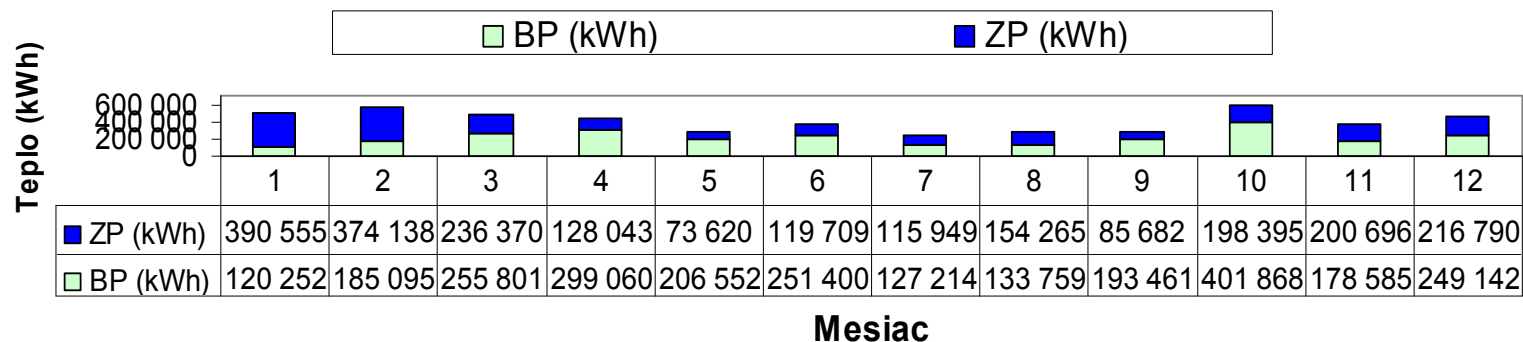 BP (kWh) ZP (kWh)
Teplo (kWh)
600 000
400 000
200 000
0
1 2 3 4 5 6 7 8 9 10 11 12
ZP (kWh) 390 555 374 138 236 370 128 043 73 620 119 709 115 949 154 265 85 682 198 395 200 696 216 790
BP (kWh) 120 252 185 095 255 801 299 060 206 552 251 400 127 214 133 759 193 461 401 868 178 585 249 142
Mesiac